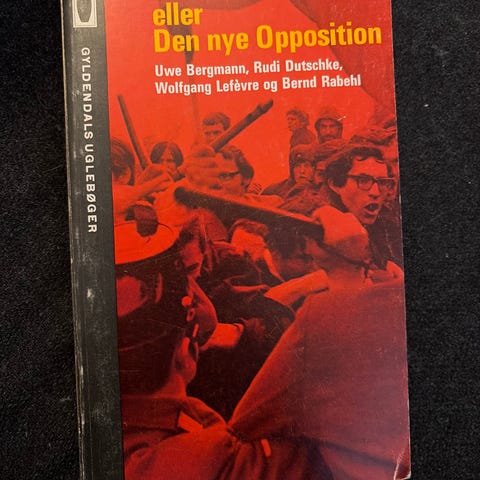 eller
Den nye Opposition
Uwe Bergmann, Rudi Dutschke,
Wolfgang Lefèvre og Bernd Rabehl
GYLDENDALS UGLEBØGER